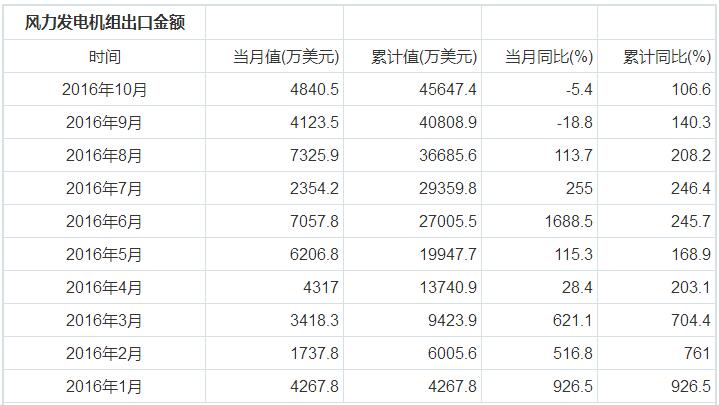 风力发电机组出口金额
时间 当月值(万美元) 累计值(万美元) 当月同比(%) 累计同比(%)
2016年10月 4840.5 45647.4 -5.4 106.6
2016年9月 4123.5 40808.9 -18.8 140.3
2016年8月 7325.9 36685.6 113.7 208.2
2016年7月 2354.2 29359.8 255 246.4
2016年6月 7057.8 27005.5 1688.5 245.7
2016年5月 6206.8 19947.7 115.3 168.9
2016年4月 4317 13740.9 28.4 203.1
2016年3月 3418.3 9423.9 621.1 704.4
2016年2月 1737.8 6005.6 516.8 761
2016年1月 4267.8 4267.8 926.5 926.5